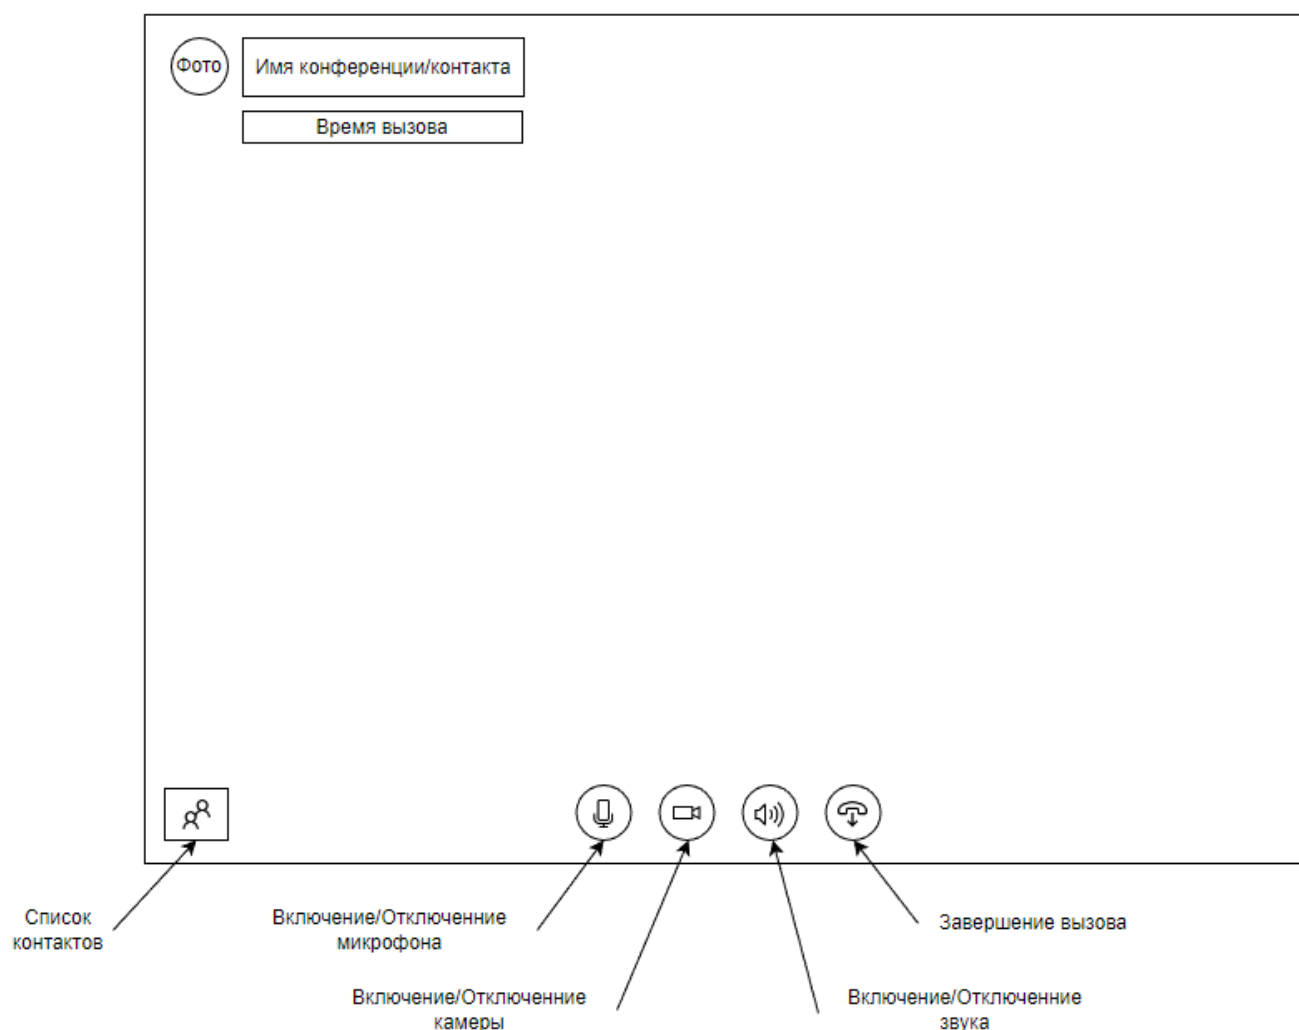 Фото
Имя конференции/контакта
Время вызова
Список
контактов
Включение/Отключенние
микрофона
Завершение вызова
Включение/Отключенние
камеры
Включение/Отключенние
звука